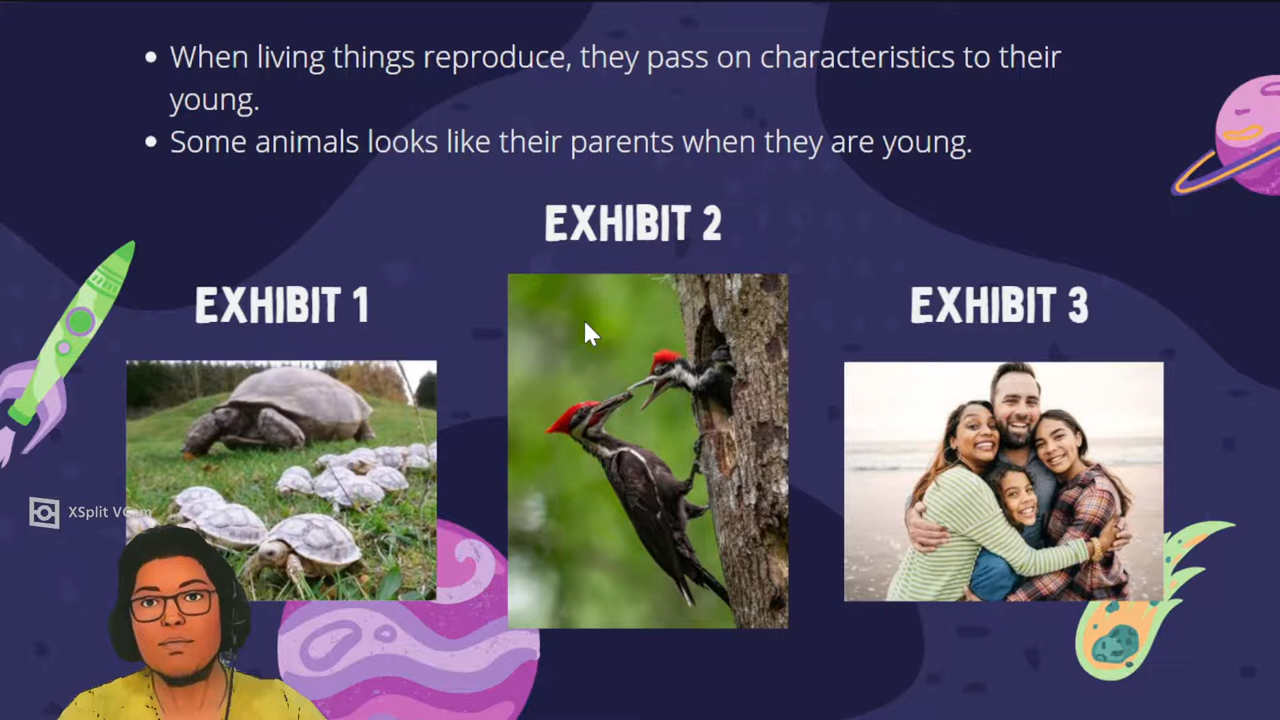 When living things reproduce, they pass on characteristics to their
young.
Some animals looks like their parents when they are young.
EXHIBIT 2
EXHIBIT 1
EXHIBIT 3
XSplit VCam